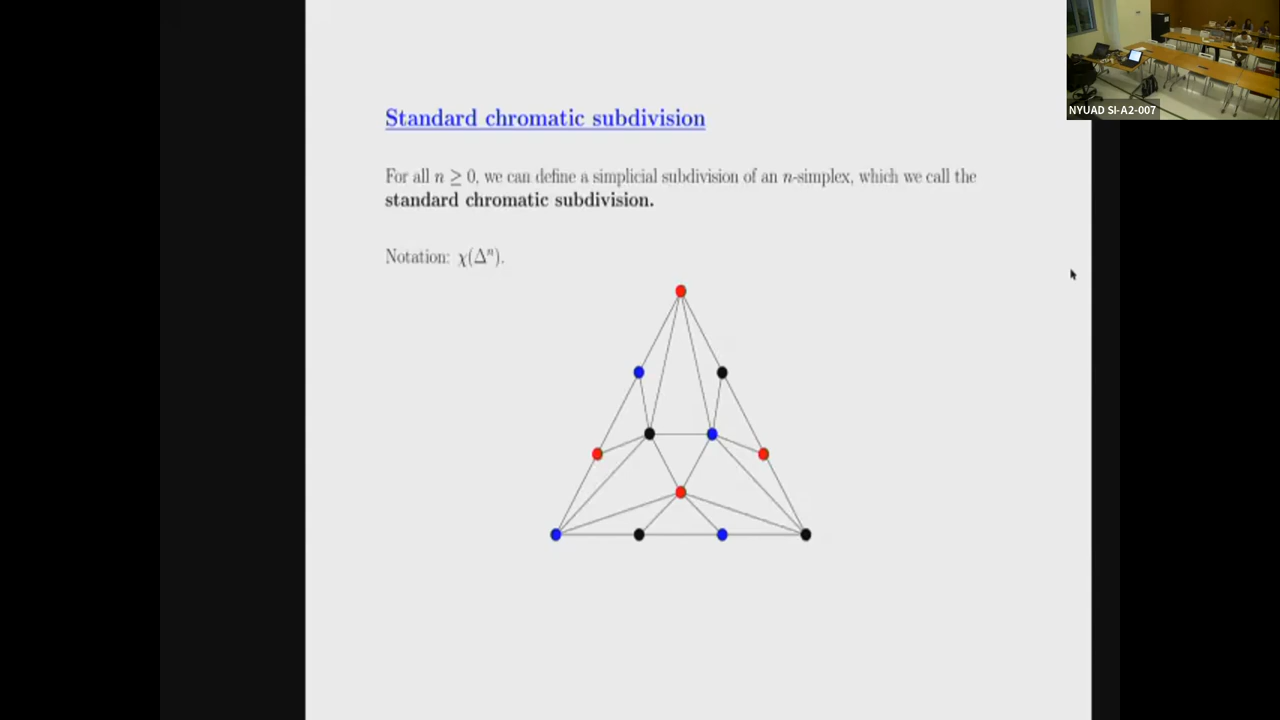 NYUAD SI-A2-007
Standard chromatic subdivision
For all n ≥ 0, we can define a simplicial subdivision of an n-simplex, which we call the
standard chromatic subdivision.
Notation: χ(Δⁿ).